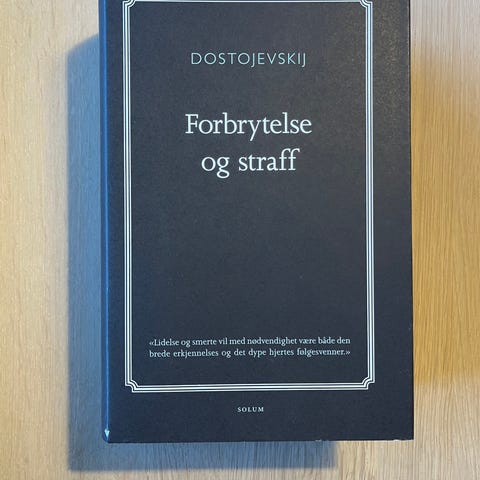 DOSTOJEVSKIJ
Forbrytelse
og straff
«Lidelse og smerte vil med nødvendighet være både den
brede erkjennelses og det dype hjertes følgesvenner.»
SOLUM